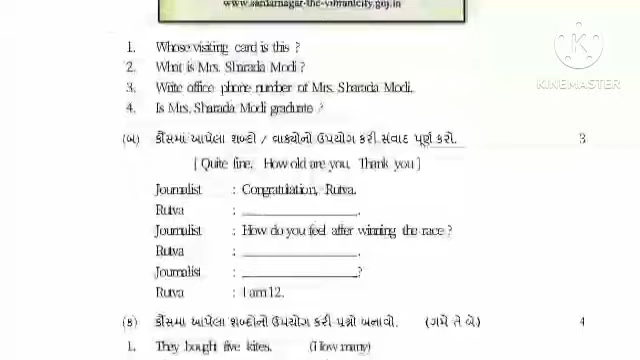 www.sardarnagar-the-vibrantcity.goj.in
1. Whose visiting card is this ?
2. What is Mrs. Sharada Modi ?
3. Write office phone number of Mrs. Sharada Modi.
4. Is Mrs. Sharada Modi graduate ?
(બ) કૌંસમાં આપેલા શબ્દો / વાક્યોનો ઉપયોગ કરી સંવાદ પૂર્ણ કરો. 3
[ Quite fine, How old are you, Thank you ]
Journalist : Congratulation, Rutva.
Rutva : ____________.
Journalist : How do you feel after winning the race ?
Rutva : ____________.
Journalist : ____________?
Rutva : I am 12.
(ક) કૌંસમાં આપેલા શબ્દોનો ઉપયોગ કરી પ્રશ્નો બનાવો. (ગમે તે બે) 4
1. They bought five kites. (How many)
KINEMASTER